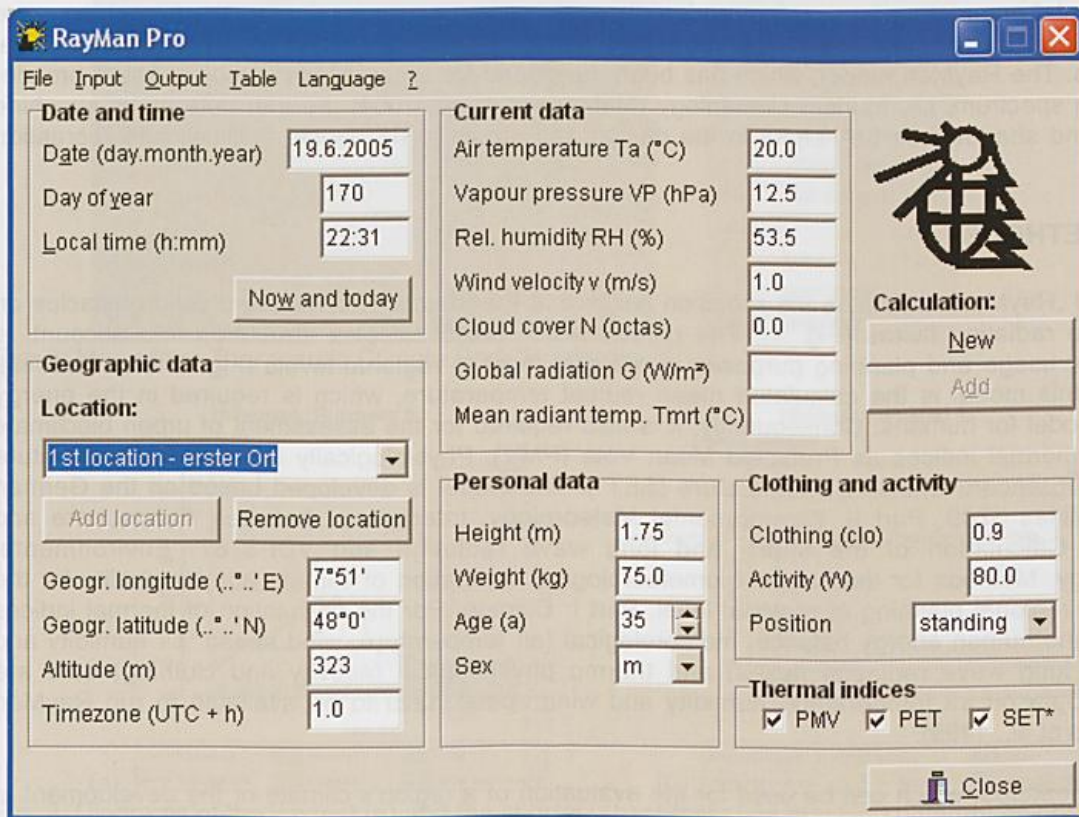 RayMan Pro
File Input Output Table Language ?
Date and time
Date (day.month.year) 19.6.2005
Day of year 170
Local time (h:mm) 22:31
Now and today
Geographic data
Location:
1st location - erster Ort
Add location Remove location
Geogr. longitude (..°..' E) 7°51'
Geogr. latitude (..°..' N) 48°0'
Altitude (m) 323
Timezone (UTC + h) 1.0
Current data
Air temperature Ta (°C) 20.0
Vapour pressure VP (hPa) 12.5
Rel. humidity RH (%) 53.5
Wind velocity v (m/s) 1.0
Cloud cover N (octas) 0.0
Global radiation G (W/m²)
Mean radiant temp. Tmrt (°C)
Calculation:
New
Add
Personal data
Height (m) 1.75
Weight (kg) 75.0
Age (a) 35
Sex m
Clothing and activity
Clothing (clo) 0.9
Activity (W) 80.0
Position standing
Thermal indices
PMV PET SET*
Close